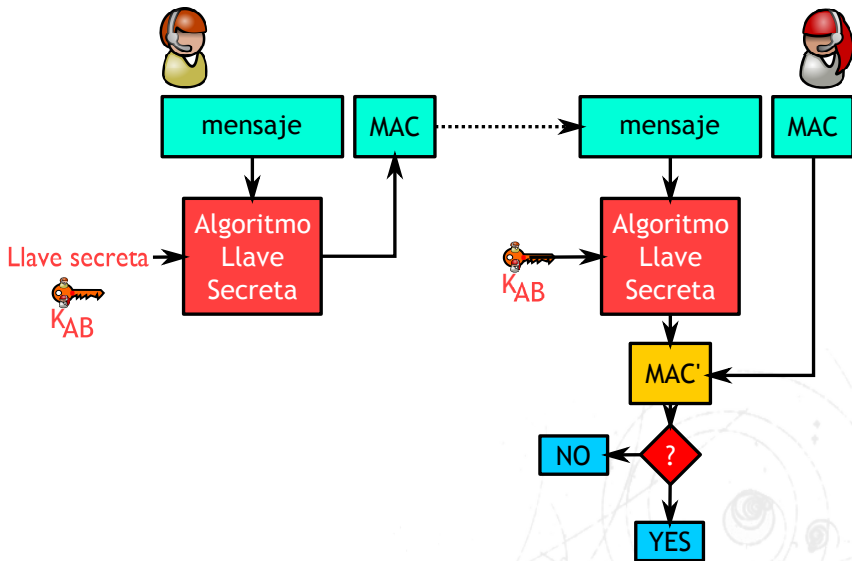 mensaje
MAC
mensaje
MAC
Algoritmo
Llave
Secreta
Llave secreta
KAB
Algoritmo
Llave
Secreta
KAB
MAC'
?
NO
YES